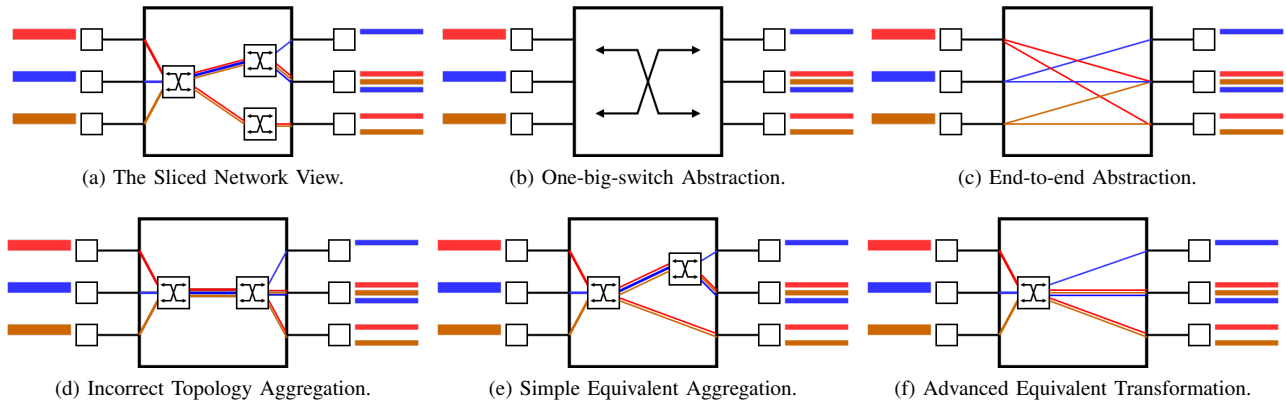 (a) The Sliced Network View.
(b) One-big-switch Abstraction.
(c) End-to-end Abstraction.
(d) Incorrect Topology Aggregation.
(e) Simple Equivalent Aggregation.
(f) Advanced Equivalent Transformation.